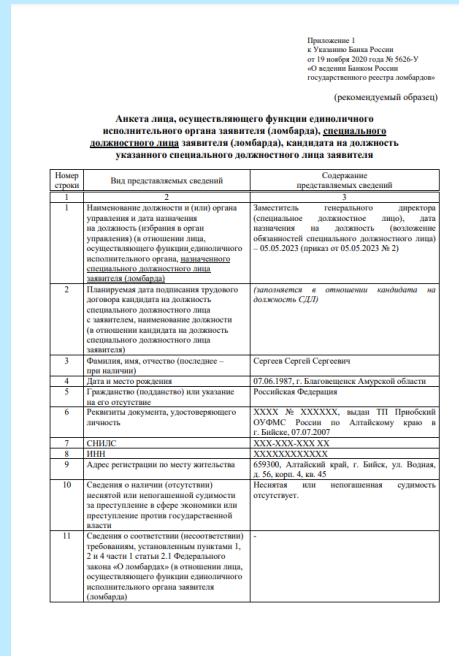 Приложение 1
к Указанию Банка России
от 19 ноября 2020 года № 5626-У
«О ведении Банком России
государственного реестра ломбардов»
(рекомендуемый образец)
Анкета лица, осуществляющего функции единоличного
исполнительного органа заявителя (ломбарда), специального
должностного лица заявителя (ломбарда), кандидата на должность
указанного специального должностного лица заявителя
Номер
строки
Вид представляемых сведений
Содержание
представляемых сведений
1
2
3
1
Наименование должности и (или) органа
управления и дата назначения
на должность (избрания в орган
управления) (в отношении лица,
осуществляющего функции единоличного
исполнительного органа, назначенного
специального должностного лица
заявителя (ломбарда)
Заместитель генерального директора
(специальное должностное лицо), дата
назначения на должность (возложение
обязанностей специального должностного лица)
– 05.05.2023 (приказ от 05.05.2023 № 2)
2
Планируемая дата подписания трудового
договора кандидата на должность
специального должностного лица
с заявителем, наименование должности
(в отношении кандидата на должность
специального должностного лица
заявителя)
(заполняется в отношении кандидата на
должность СДЛ)
3
Фамилия, имя, отчество (последнее –
при наличии)
Сергеев Сергей Сергеевич
4
Дата и место рождения
07.06.1987, г. Благовещенск Амурской области
5
Гражданство (подданство) или указание
на его отсутствие
Российская Федерация
6
Реквизиты документа, удостоверяющего
личность
XXXX № XXXXXX, выдан ТП Приобский
ОУФМС России по Алтайскому краю в
г. Бийске, 07.07.2007
7
СНИЛС
XXX-XXX-XXX XX
8
ИНН
XXXXXXXXXXXX
9
Адрес регистрации по месту жительства
659300, Алтайский край, г. Бийск, ул. Водная,
д. 56, корп. 4, кв. 45
10
Сведения о наличии (отсутствии)
неснятой или непогашенной судимости
за преступление в сфере экономики или
преступление против государственной
власти
Неснятая или непогашенная судимость
отсутствует.
11
Сведения о соответствии (несоответствии)
требованиям, установленным пунктами 1,
2 и 4 части 1 статьи 2.1 Федерального
закона «О ломбардах» (в отношении лица,
осуществляющего функции единоличного
исполнительного органа заявителя
(ломбарда)
-